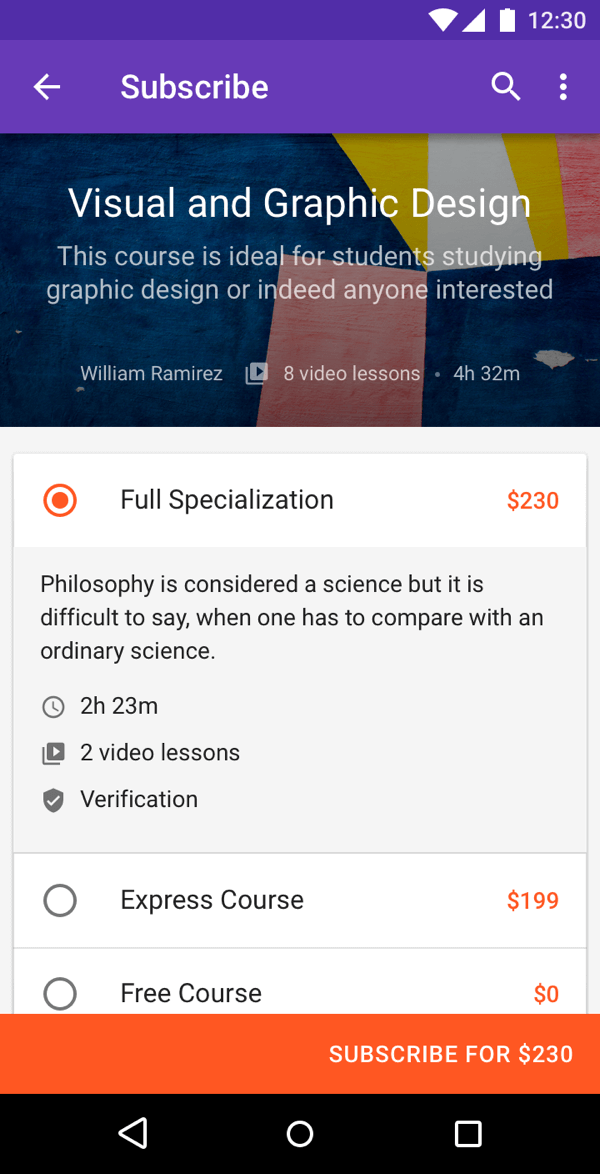 12:30
Subscribe
Visual and Graphic Design
This course is ideal for students studying
graphic design or indeed anyone interested
William Ramirez 8 video lessons • 4h 32m
Full Specialization $230
Philosophy is considered a science but it is
difficult to say, when one has to compare with an
ordinary science.
2h 23m
2 video lessons
Verification
Express Course $199
Free Course $0
SUBSCRIBE FOR $230